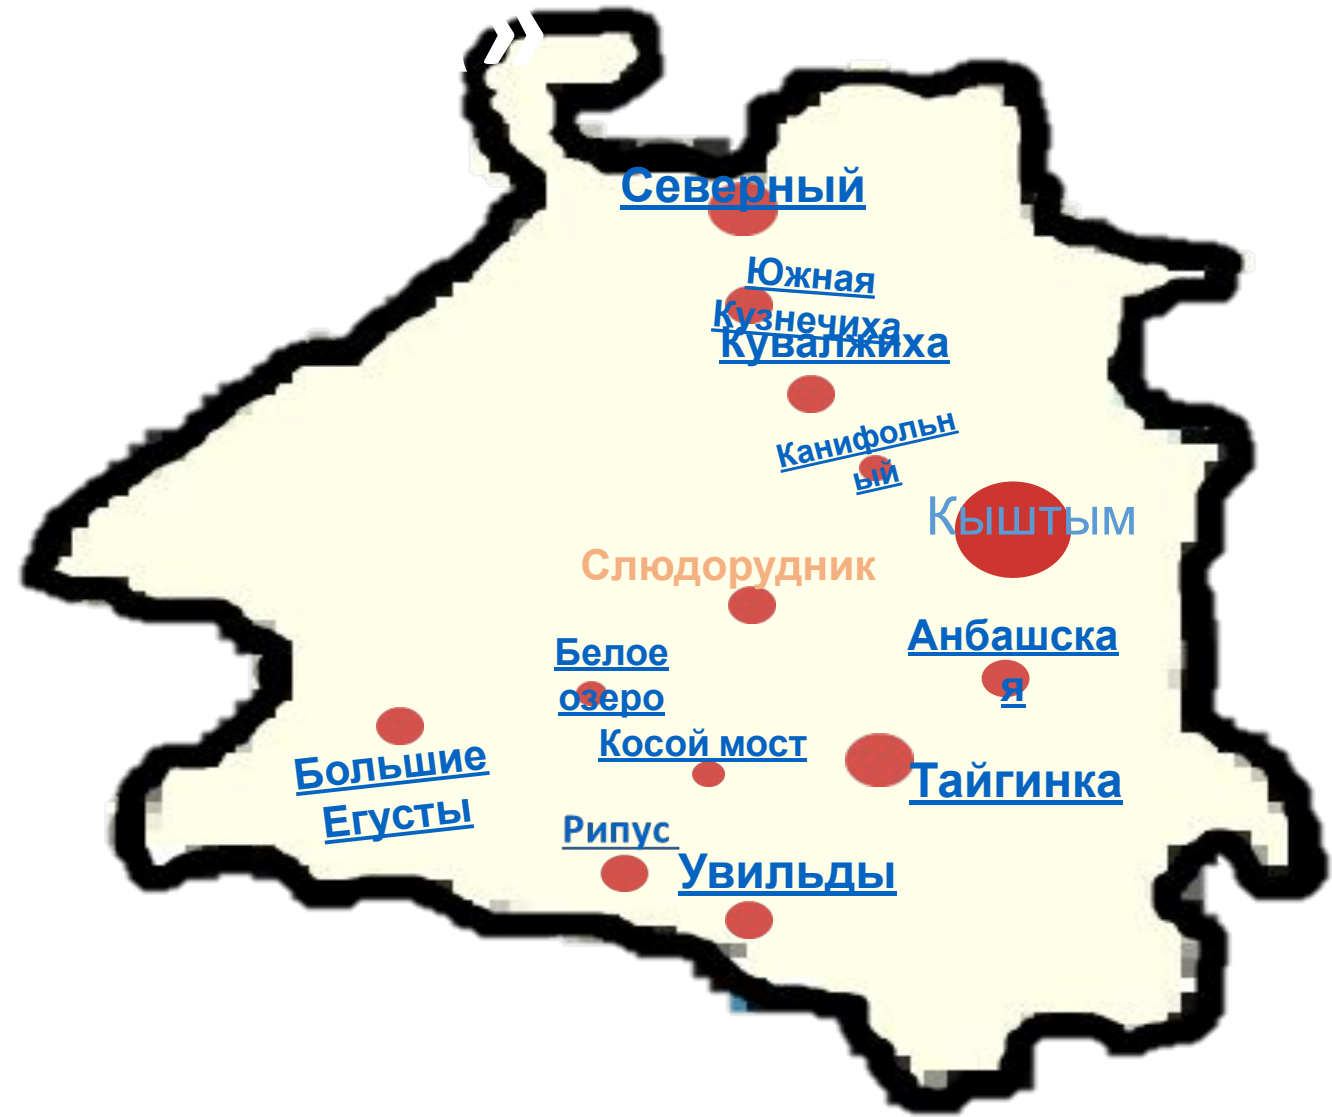 »
Северный
Южная
Кузнечиха
Кувалжиха
Канифольн
ый
Кыштым
Слюдорудник
Анбашска
я
Белое
озеро
Косой мост
Большие
Егусты
Тайгинка
Рипус
Увильды